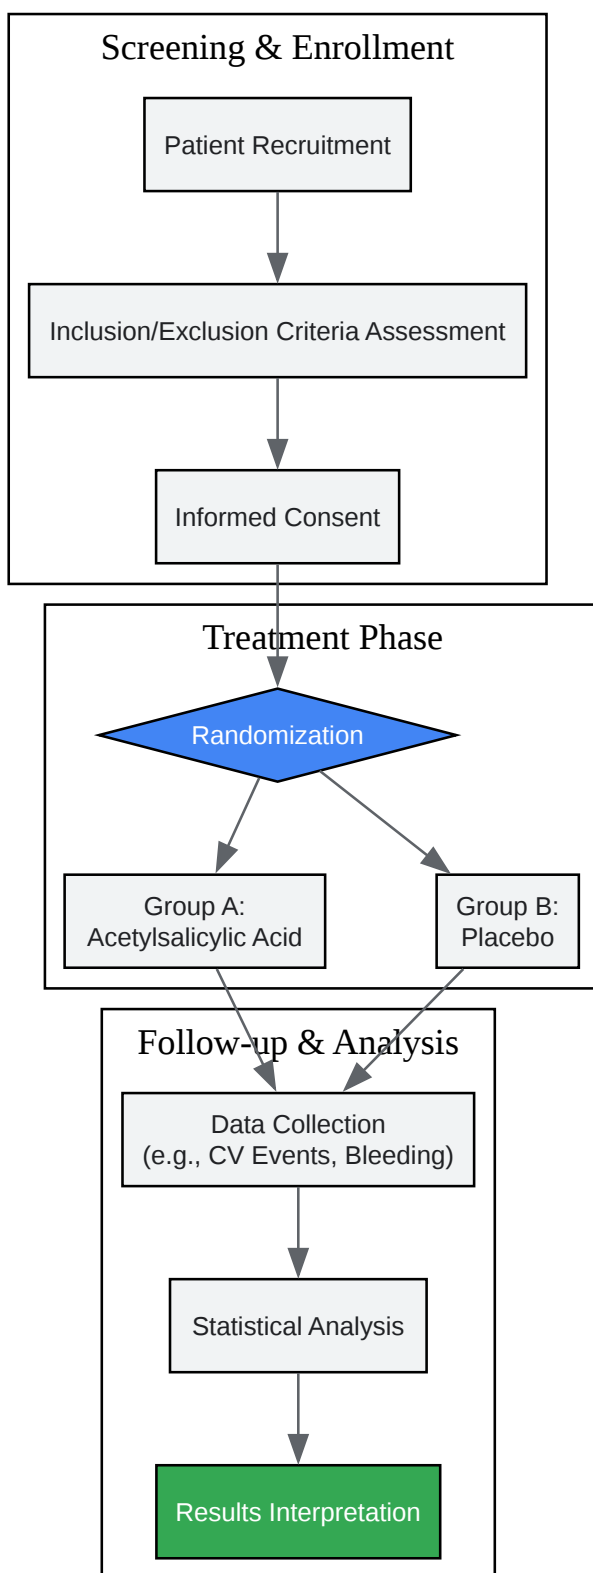 Screening & Enrollment
Patient Recruitment
Inclusion/Exclusion Criteria Assessment
Informed Consent
Treatment Phase
Randomization
Group A:
Acetylsalicylic Acid
Group B:
Placebo
Follow-up & Analysis
Data Collection
(e.g., CV Events, Bleeding)
Statistical Analysis
Results Interpretation